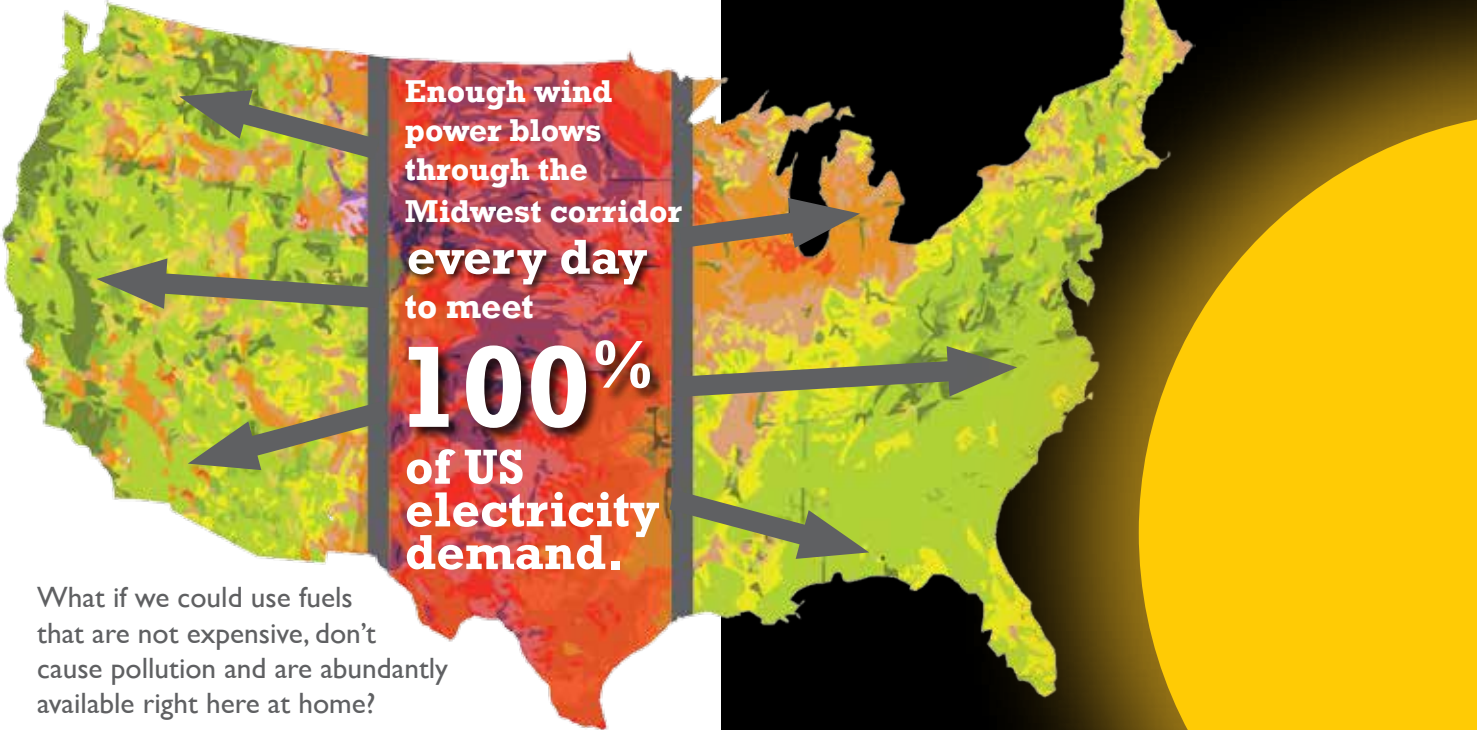 Enough wind
power blows
through the
Midwest corridor
every day
to meet
100%
of US
electricity
demand.
What if we could use fuels
that are not expensive, don’t
cause pollution and are abundantly
available right here at home?